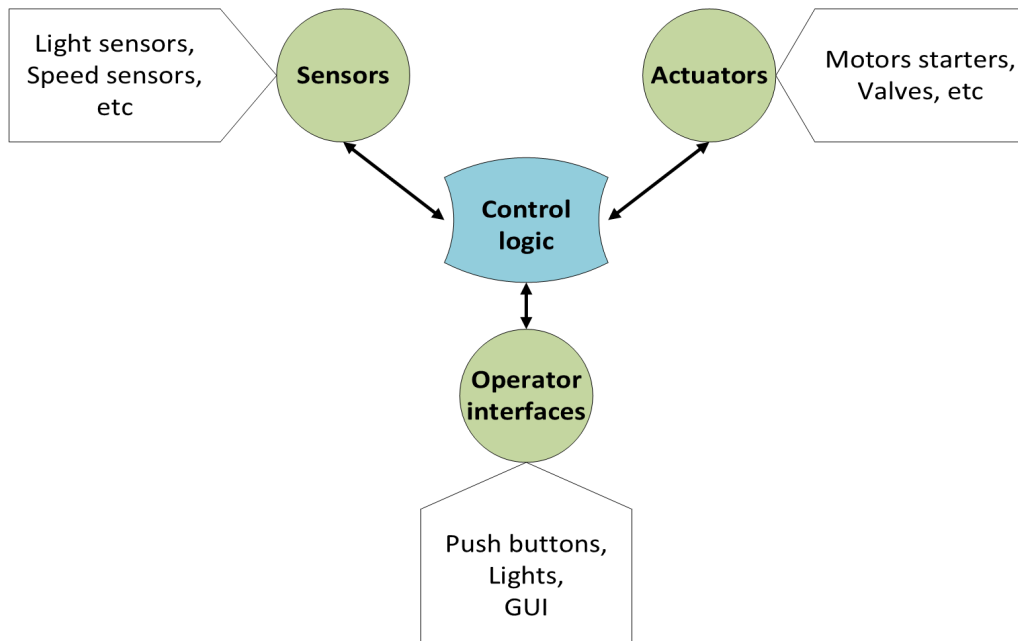 Light sensors,
Speed sensors,
etc
Sensors
Actuators
Motors starters,
Valves, etc
Control
logic
Operator
interfaces
Push buttons,
Lights,
GUI